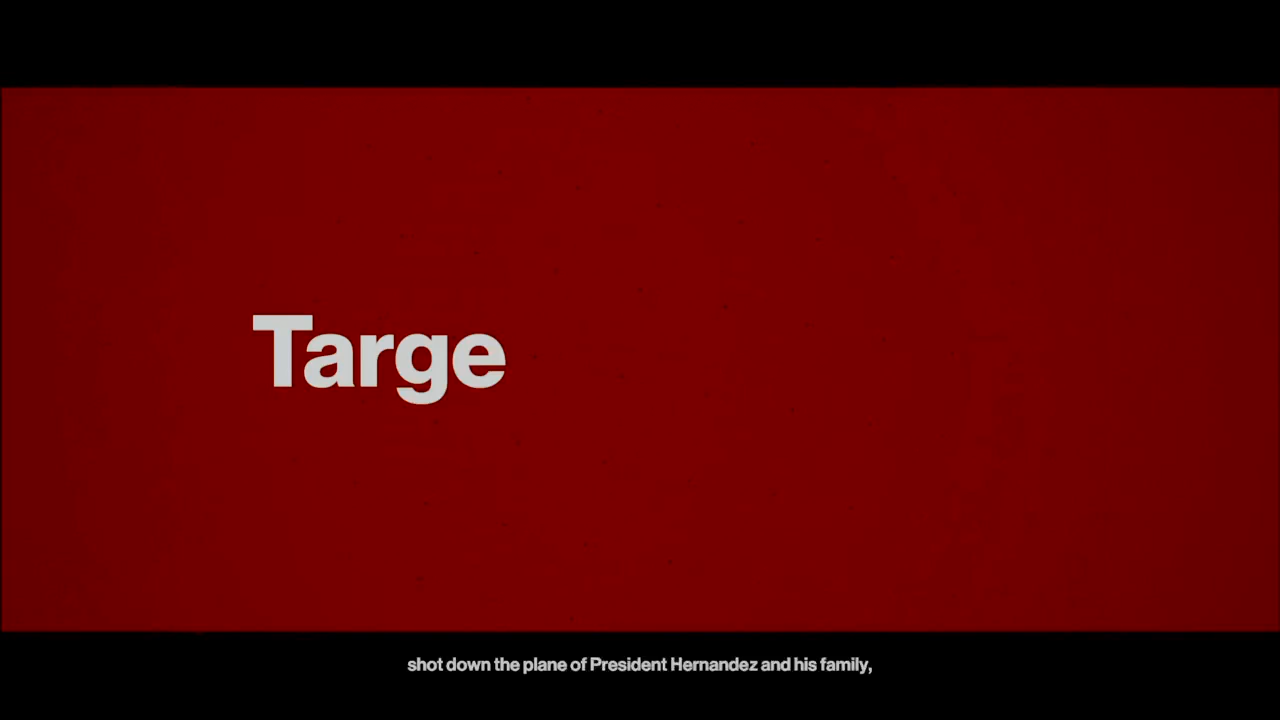 Targe
shot down the plane of President Hernandez and his family,